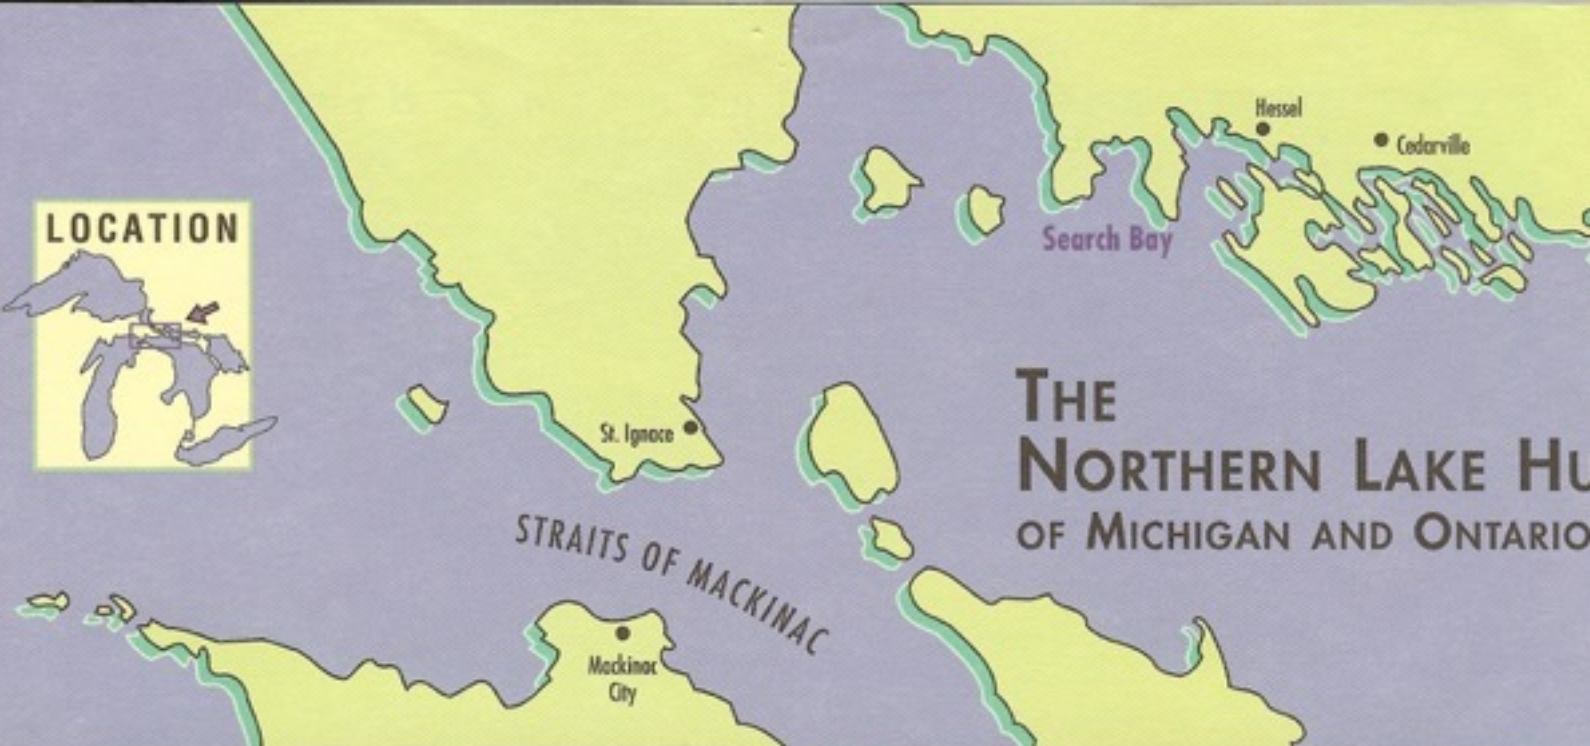 Hessel
Cedarville
LOCATION
Search Bay
THE
NORTHERN LAKE HU
OF MICHIGAN AND ONTARIO
St. Ignace
STRAITS OF MACKINAC
Mackinac
City